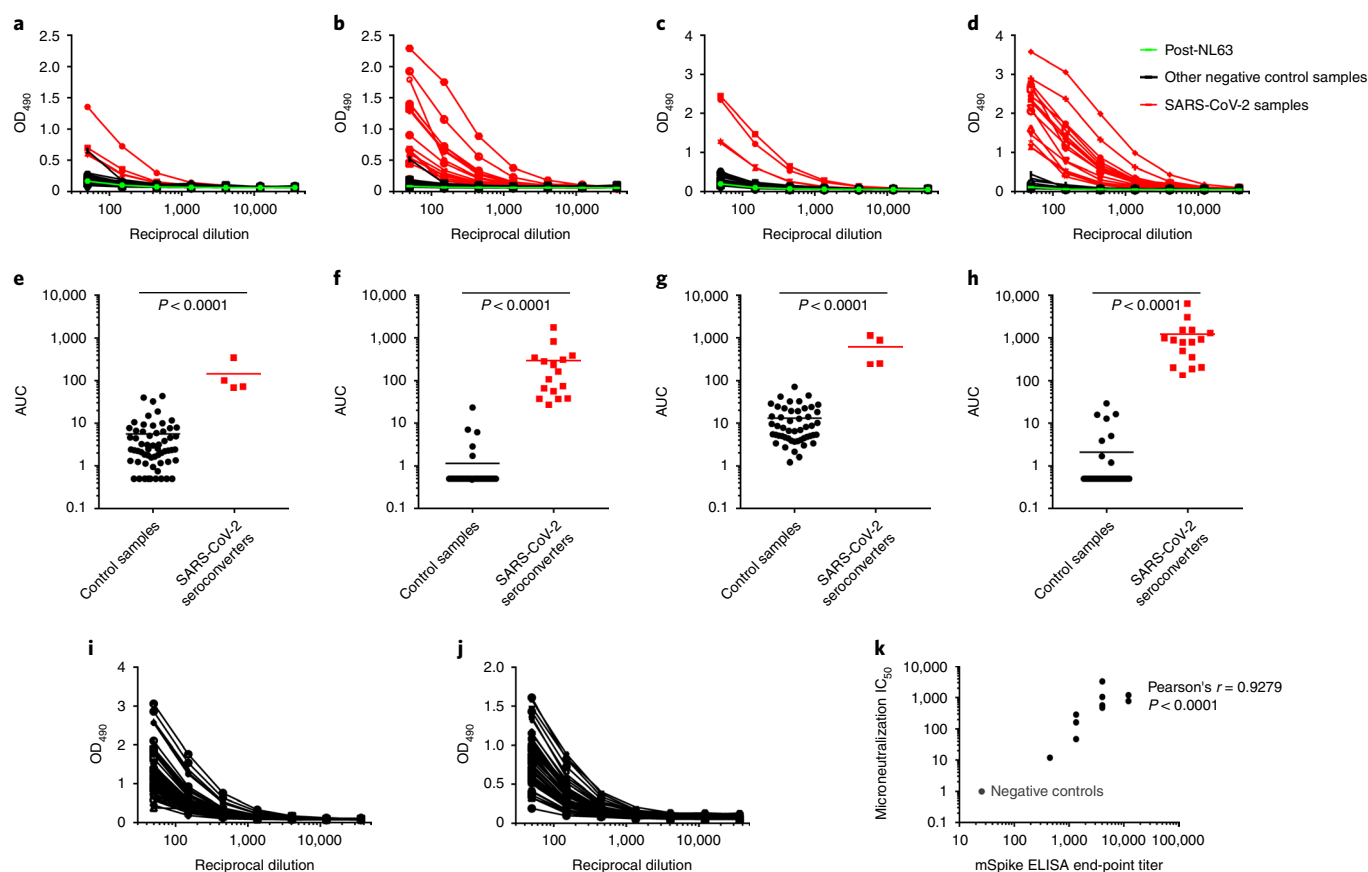 a
b
c
d
2.5
2.0
1.5
1.0
0.5
0
OD490
100
1,000
10,000
Reciprocal dilution
2.5
2.0
1.5
1.0
0.5
0
OD490
100
1,000
10,000
Reciprocal dilution
4
3
2
1
0
OD490
100
1,000
10,000
Reciprocal dilution
4
3
2
1
0
OD490
100
1,000
10,000
Reciprocal dilution
Post-NL63
Other negative control samples
SARS-CoV-2 samples
e
10,000
1,000
100
10
1
0.1
AUC
P < 0.0001
Control samples
SARS-CoV-2
seroconverters
f
10,000
1,000
100
10
1
0.1
AUC
P < 0.0001
Control samples
SARS-CoV-2
seroconverters
g
10,000
1,000
100
10
1
0.1
AUC
P < 0.0001
Control samples
SARS-CoV-2
seroconverters
h
10,000
1,000
100
10
1
0.1
AUC
P < 0.0001
Control samples
SARS-CoV-2
seroconverters
i
4
3
2
1
0
OD490
100
1,000
10,000
Reciprocal dilution
j
2.0
1.5
1.0
0.5
0
OD490
100
1,000
10,000
Reciprocal dilution
k
10,000
1,000
100
10
1
0.1
Microneutralization IC50
Pearson's r = 0.9279
P < 0.0001
Negative controls
10
100
1,000
10,000
100,000
mSpike ELISA end-point titer